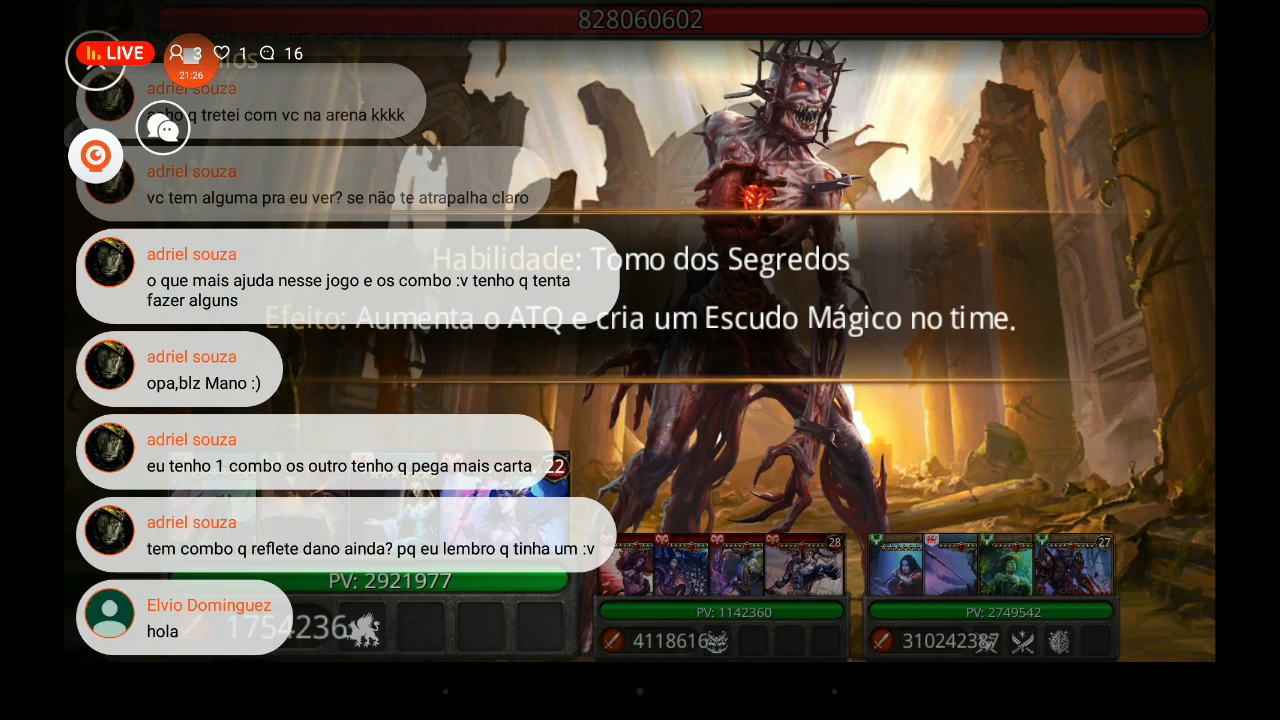 828060602
LIVE 3 1 16
21:26
adriel souza
q tretei com vc na arena kkkk
adriel souza
vc tem alguma pra eu ver? se não te atrapalha claro
adriel souza
o que mais ajuda nesse jogo e os combo :v tenho q tenta
fazer alguns
Habilidade: Tomo dos Segredos
Efeito: Aumenta o ATQ e cria um Escudo Mágico no time.
adriel souza
opa,blz Mano :)
adriel souza
eu tenho 1 combo os outro tenho q pega mais carta
22
adriel souza
tem combo q reflete dano ainda? pq eu lembro q tinha um :v
28
27
PV: 2921977
PV: 1142360
PV: 2749542
Elvio Dominguez
hola
1754236
4118616
310242387